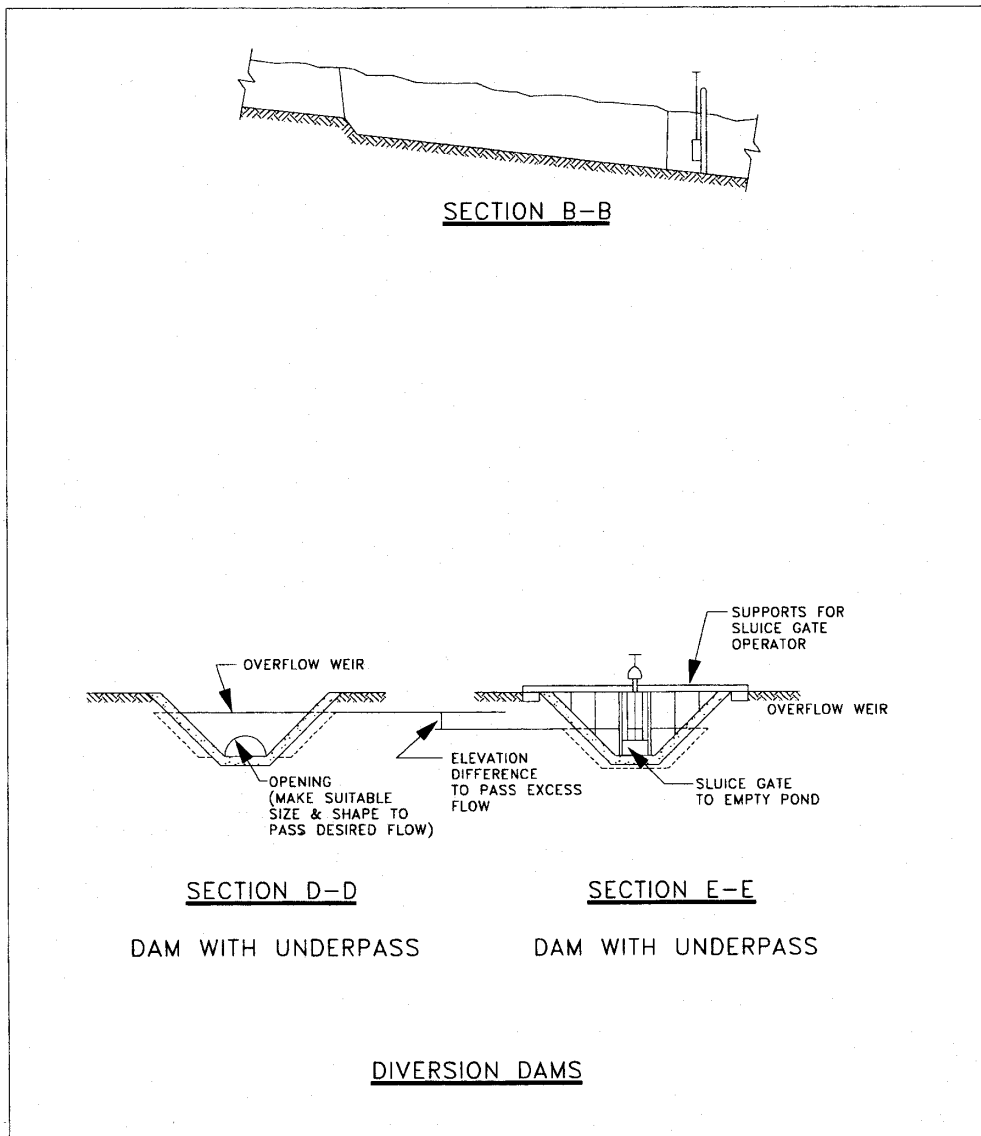 SECTION B-B
SUPPORTS FOR
SLUICE GATE
OPERATOR
OVERFLOW WEIR
OVERFLOW WEIR
ELEVATION
DIFFERENCE
TO PASS EXCESS
FLOW
OPENING
(MAKE SUITABLE
SIZE & SHAPE TO
PASS DESIRED FLOW)
SLUICE GATE
TO EMPTY POND
SECTION D-D
DAM WITH UNDERPASS
SECTION E-E
DAM WITH UNDERPASS
DIVERSION DAMS